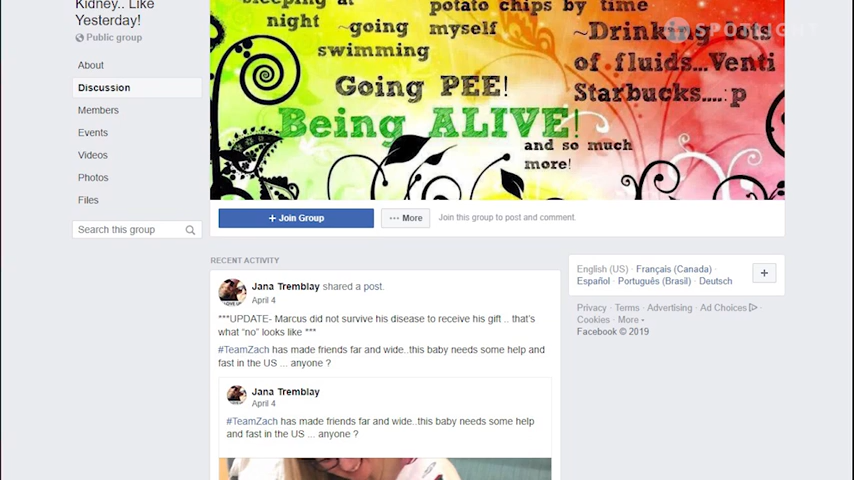 Kidney.. Like
Yesterday!
Public group
About
Discussion
Members
Events
Videos
Photos
Files
Search this group
sleeping at
night
~going
swimming
potato chips by
myself
time
~Drinking lots
of fluids...Venti
Starbucks....:p
Going PEE!
Being ALIVE!
and so much
more!
SPOTLIGHT
+ Join Group
··· More
Join this group to post and comment.
RECENT ACTIVITY
Jana Tremblay shared a post.
April 4
***UPDATE- Marcus did not survive his disease to receive his gift .. that's
what “no” looks like ***
#TeamZach has made friends far and wide..this baby needs some help and
fast in the US ... anyone ?
Jana Tremblay
April 4
#TeamZach has made friends far and wide..this baby needs some help
and fast in the US ... anyone ?
English (US) · Français (Canada) ·
Español · Português (Brasil) · Deutsch
+
Privacy · Terms · Advertising · Ad Choices ·
Cookies · More
Facebook © 2019